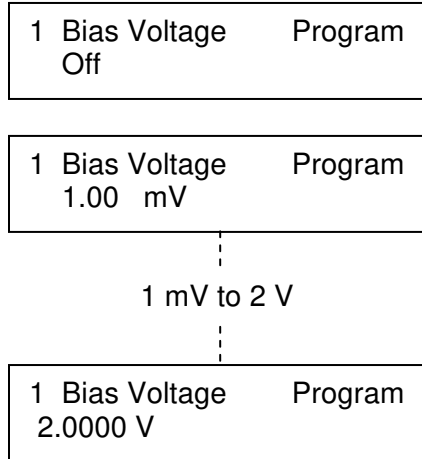 1 Bias Voltage Program
Off
1 Bias Voltage Program
1.00 mV
1 mV to 2 V
1 Bias Voltage Program
2.0000 V